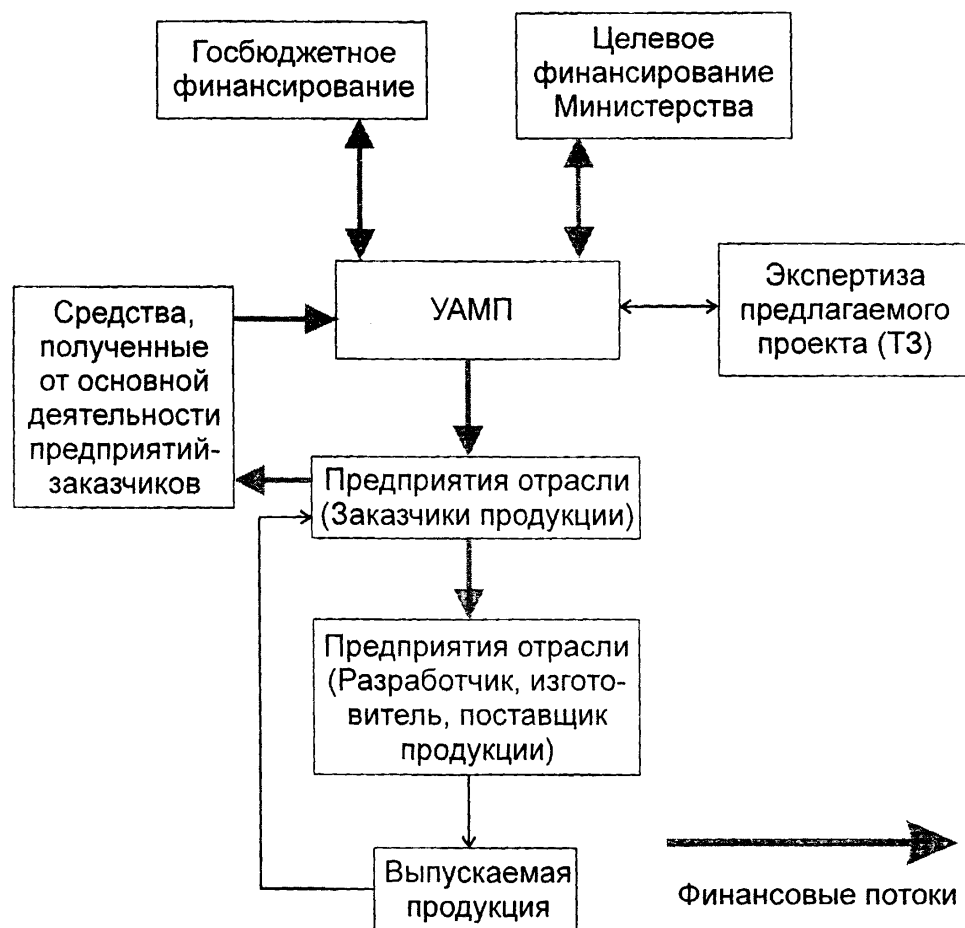 Госбюджетное
финансирование
Целевое
финансирование
Министерства
Средства,
полученные
от основной
деятельности
предприятий-
заказчиков
УАМП
Экспертиза
предлагаемого
проекта (ТЗ)
Предприятия отрасли
(Заказчики продукции)
Предприятия отрасли
(Разработчик, изгото-
витель, поставщик
продукции)
Выпускаемая
продукция
Финансовые потоки